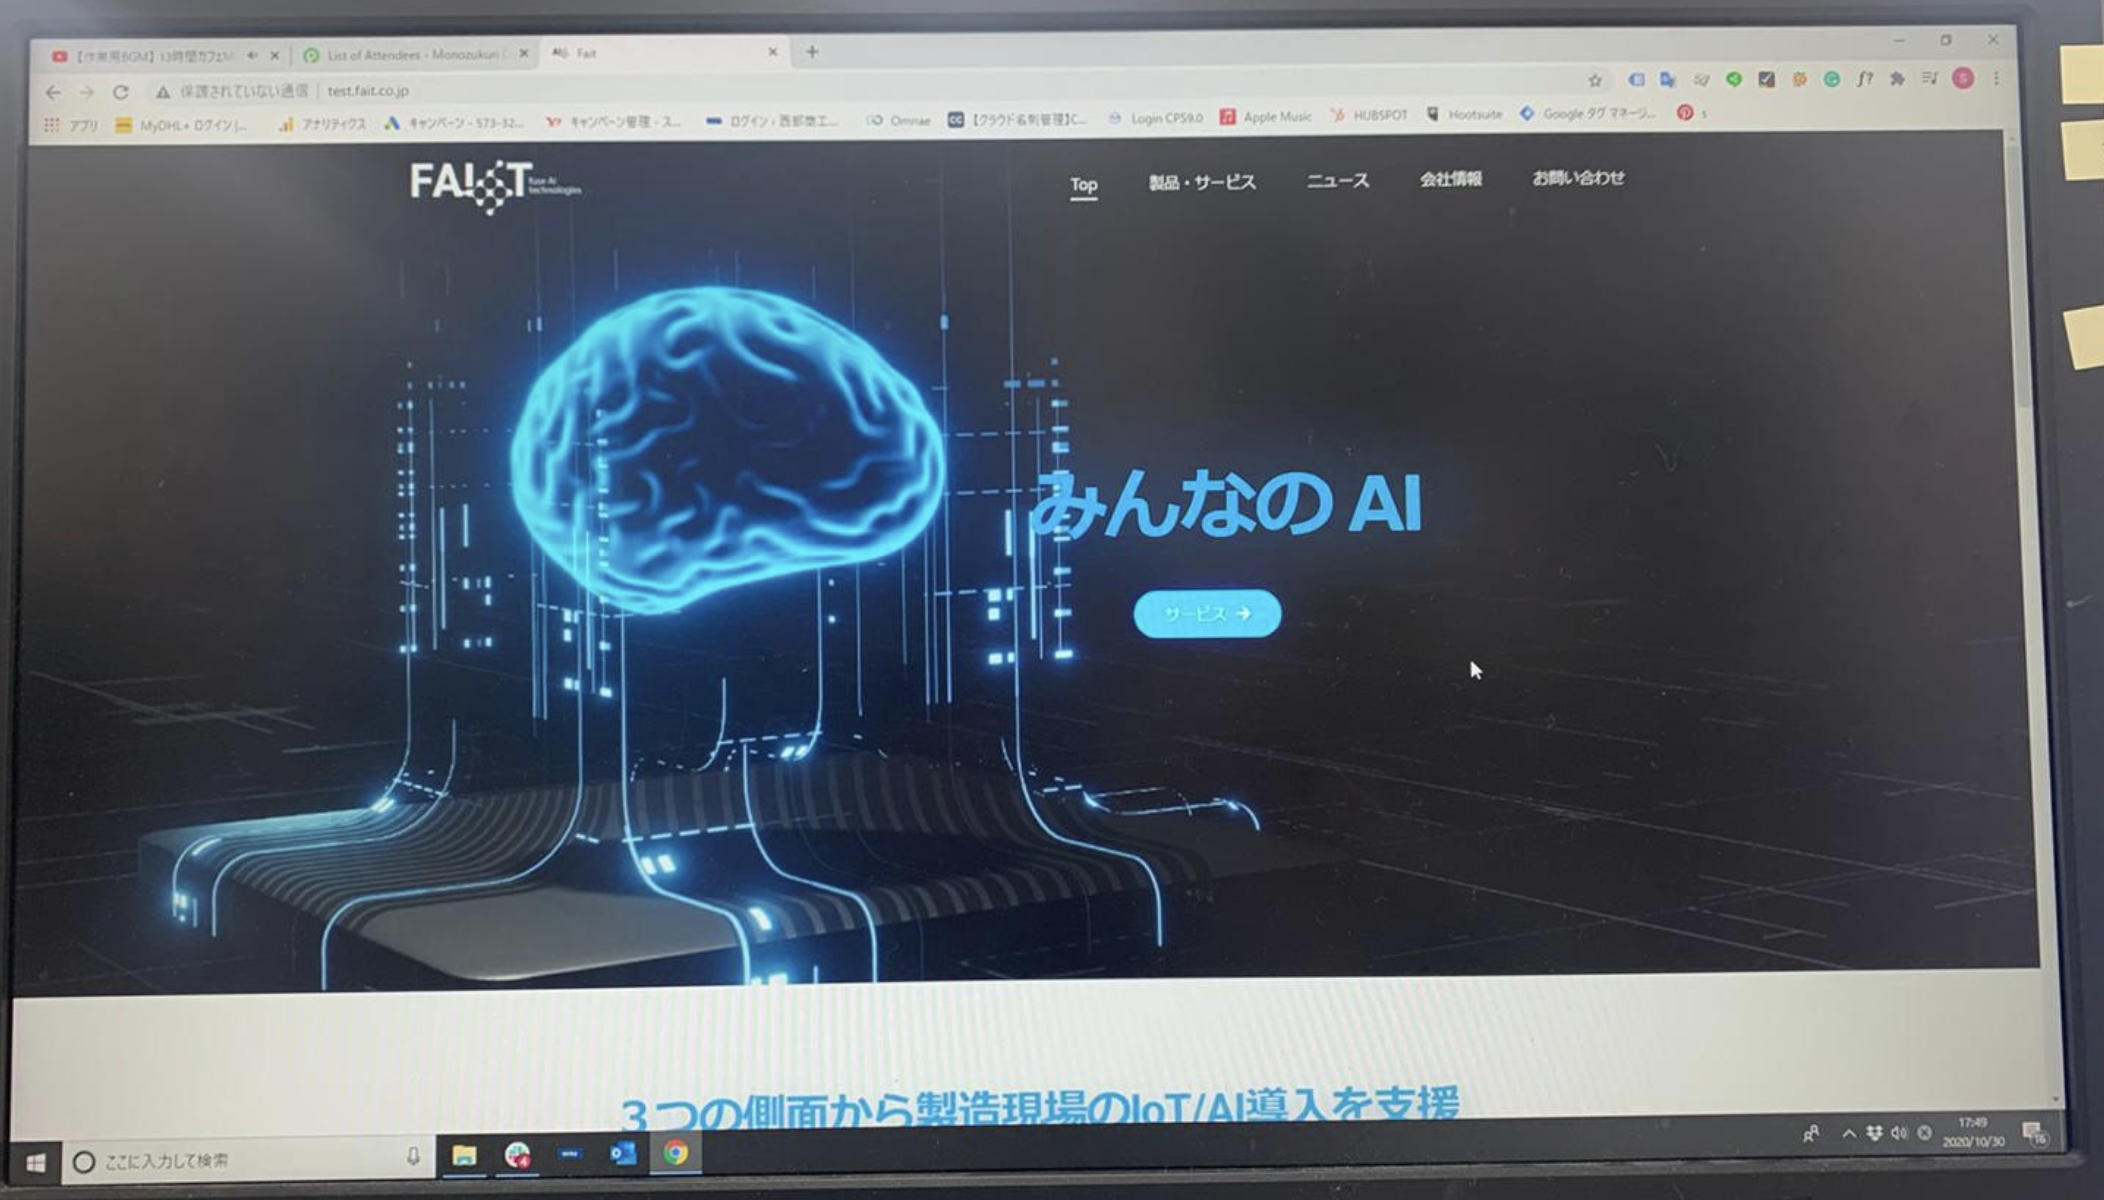 【作業用BGM】13時間カフェM
List of Attendees - Monozukuri
Fait
保護されていない通信 | test.fait.co.jp
アプリ
MyDHL+ ログイン |...
アナリティクス
キャンペーン - 573-32...
キャンペーン管理 - ス...
ログイン - 西部商工...
Omnae
【クラウド名刺管理】C...
Login CPS9.0
Apple Music
HUBSPOT
Hootsuite
Google タグ マネージ...
s
FAIoT
Fuse AI
technologies
Top
製品・サービス
ニュース
会社情報
お問い合わせ
みんなの AI
サービス →
3つの側面から製造現場のIoT/AI導入を支援
ここに入力して検索
17:49
2020/10/30
16